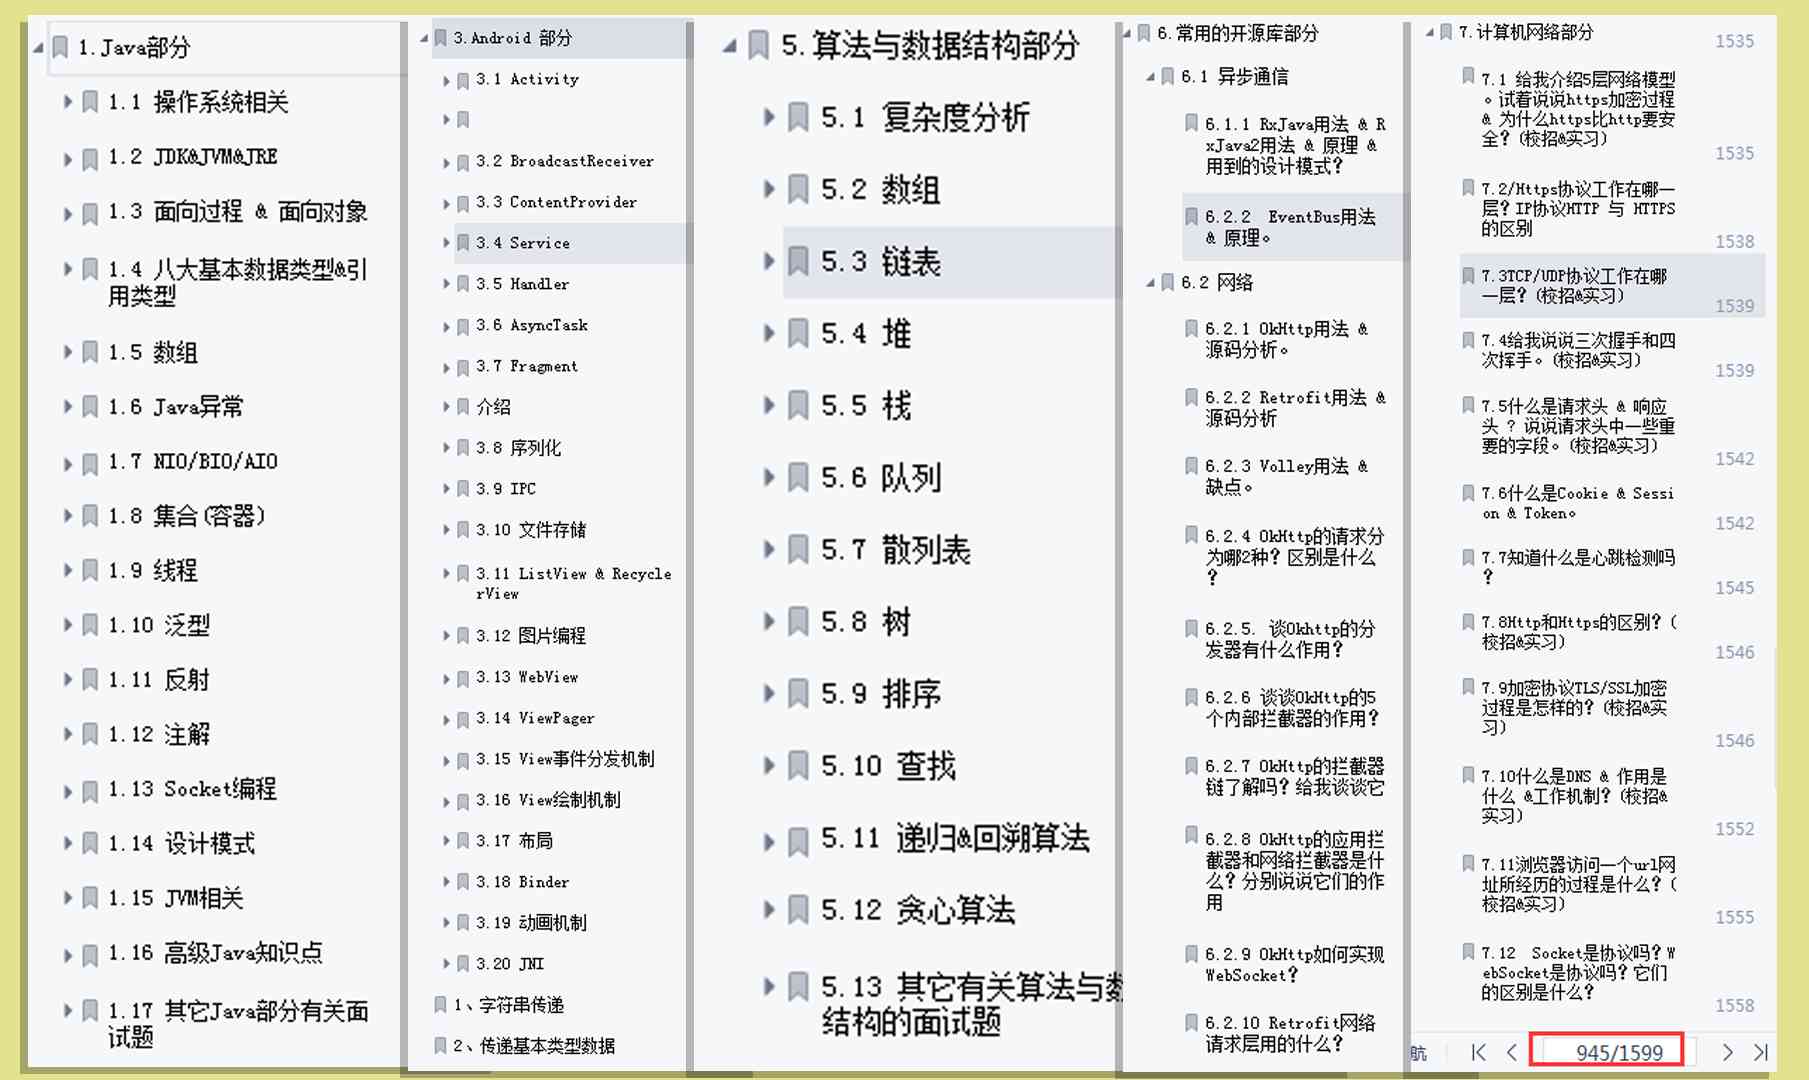 1.Java部分
1.1 操作系统相关
1.2 JDK&JVM&JRE
1.3 面向过程 & 面向对象
1.4 八大基本数据类型&引
用类型
1.5 数组
1.6 Java异常
1.7 NIO/BIO/AIO
1.8 集合(容器)
1.9 线程
1.10 泛型
1.11 反射
1.12 注解
1.13 Socket编程
1.14 设计模式
1.15 JVM相关
1.16 高级Java知识点
1.17 其它Java部分有关面
试题
3.Android 部分
3.1 Activity
3.2 BroadcastReceiver
3.3 ContentProvider
3.4 Service
3.5 Handler
3.6 AsyncTask
3.7 Fragment
介绍
3.8 序列化
3.9 IPC
3.10 文件存储
3.11 ListView & Recycle
rView
3.12 图片编程
3.13 WebView
3.14 ViewPager
3.15 View事件分发机制
3.16 View绘制机制
3.17 布局
3.18 Binder
3.19 动画机制
3.20 JNI
1、字符串传递
2、传递基本类型数据
5.算法与数据结构部分
5.1 复杂度分析
5.2 数组
5.3 链表
5.4 堆
5.5 栈
5.6 队列
5.7 散列表
5.8 树
5.9 排序
5.10 查找
5.11 递归&回溯算法
5.12 贪心算法
5.13 其它有关算法与数
结构的面试题
6.常用的开源库部分
6.1 异步通信
6.1.1 RxJava用法 & R
xJava2用法 & 原理 &
用到的设计模式？
6.2.2 EventBus用法
& 原理。
6.2 网络
6.2.1 OkHttp用法 &
源码分析。
6.2.2 Retrofit用法 &
源码分析
6.2.3 Volley用法 &
缺点。
6.2.4 OkHttp的请求分
为哪2种？区别是什么
？
6.2.5. 谈Okhttp的分
发器有什么作用？
6.2.6 谈谈OkHttp的5
个内部拦截器的作用？
6.2.7 OkHttp的拦截器
链了解吗？给我谈谈它
6.2.8 OkHttp的应用拦
截器和网络拦截器是什
么？分别说说它们的作
用
6.2.9 OkHttp如何实现
WebSocket？
6.2.10 Retrofit网络
请求层用的什么？
7.计算机网络部分 1535
7.1 给我介绍5层网络模型
。试着说说https加密过程
& 为什么https比http要安
全？(校招&实习) 1535
7.2/Https协议工作在哪一
层？IP协议HTTP 与 HTTPS
的区别 1538
7.3TCP/UDP协议工作在哪
一层？(校招&实习) 1539
7.4给我说说三次握手和四
次挥手。(校招&实习) 1539
7.5什么是请求头 & 响应
头 ? 说说请求头中一些重
要的字段。(校招&实习) 1542
7.6什么是Cookie & Sessi
on & Token。 1542
7.7知道什么是心跳检测吗
？ 1545
7.8Http和Https的区别？(
校招&实习) 1546
7.9加密协议TLS/SSL加密
过程是怎样的？(校招&实
习) 1546
7.10什么是DNS & 作用是
什么 &工作机制？(校招&
实习) 1552
7.11浏览器访问一个url网
址所经历的过程是什么？(
校招&实习) 1555
7.12 Socket是协议吗？W
ebSocket是协议吗？它们
的区别是什么？ 1558
航 945/1599